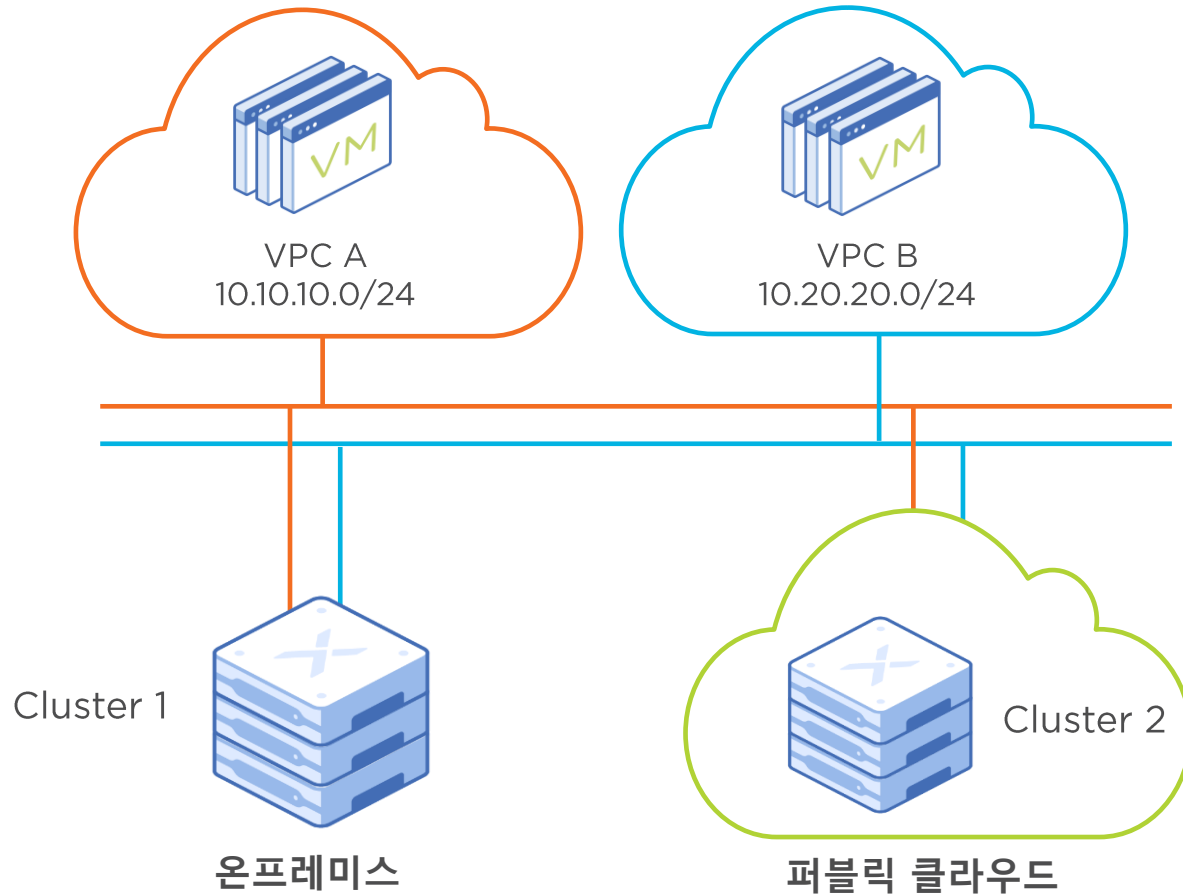 VM
VPC A
10.10.10.0/24
VM
VPC B
10.20.20.0/24
Cluster 1
Cluster 2
온프레미스
퍼블릭 클라우드